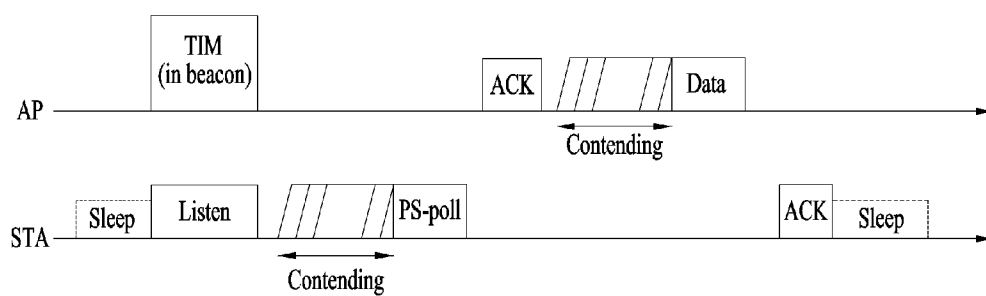 TIM
(in beacon)
ACK
Data
AP
Contending
Sleep
Listen
PS-poll
ACK
Sleep
STA
Contending